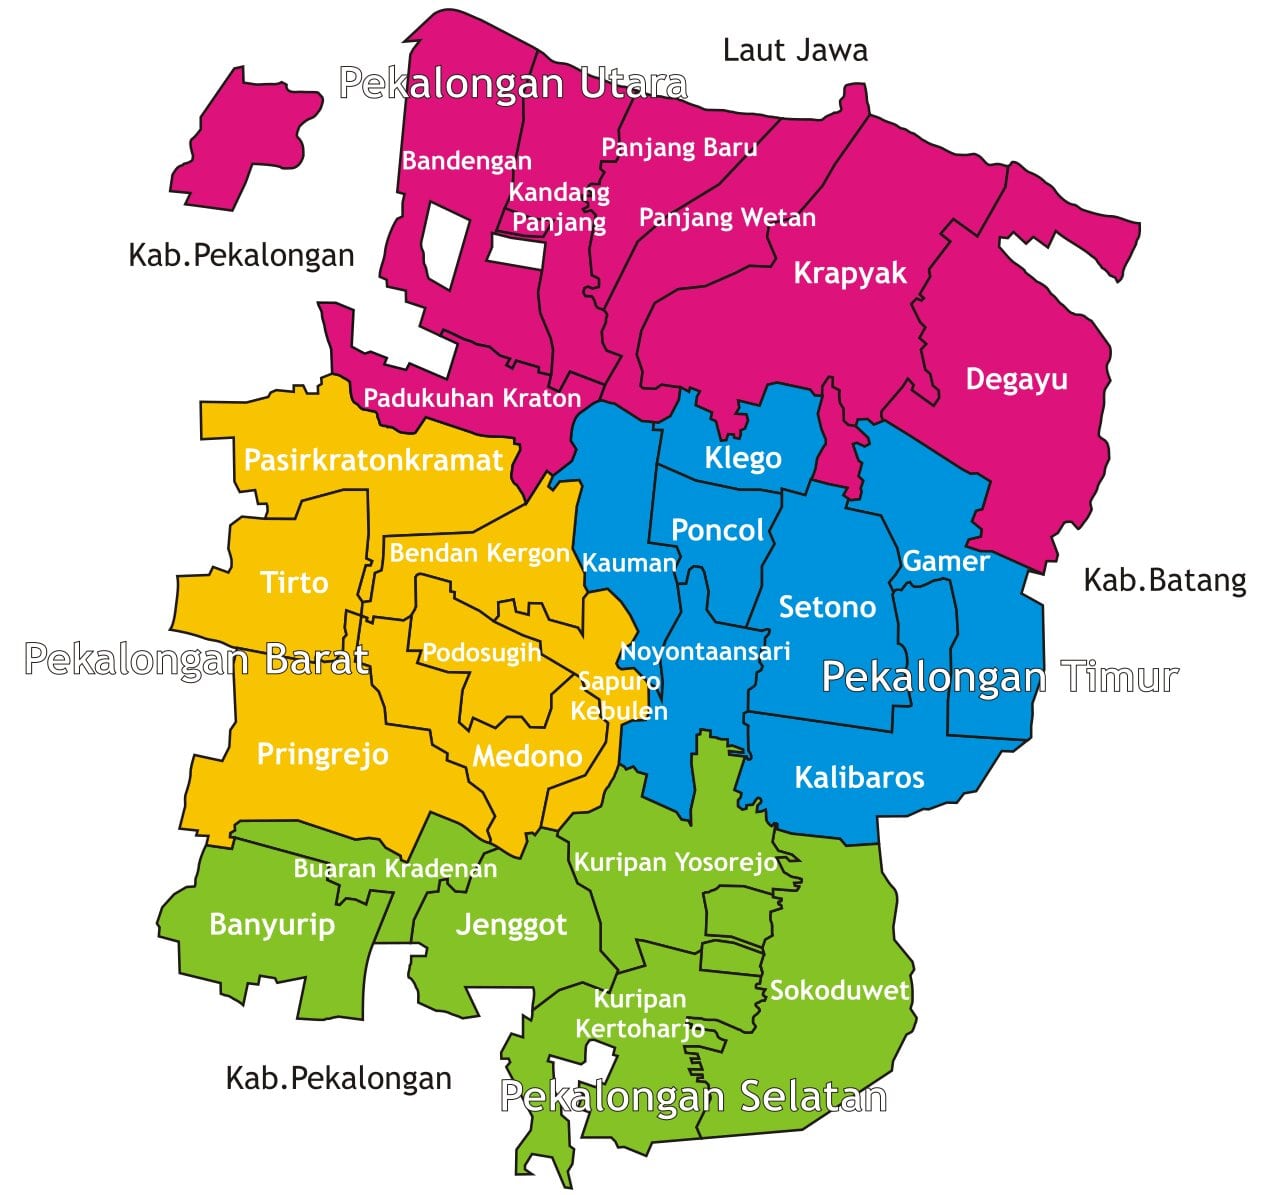 Laut Jawa
Pekalongan Utara
Panjang Baru
Bandengan
Kandang
Panjang
Panjang Wetan
Kab.Pekalongan
Krapyak
Degayu
Padukuhan Kraton
Pasirkratonkramat
Klego
Poncol
Bendan Kergon
Kauman
Gamer
Tirto
Kab.Batang
Setono
Pekalongan Barat
Podosugih
Noyontaansari
Pekalongan Timur
Sapuro
Kebulen
Pringrejo
Medono
Kalibaros
Buaran Kradenan
Kuripan Yosorejo
Banyurip
Jenggot
Sokoduwet
Kuripan
Kertoharjo
Kab.Pekalongan
Pekalongan Selatan